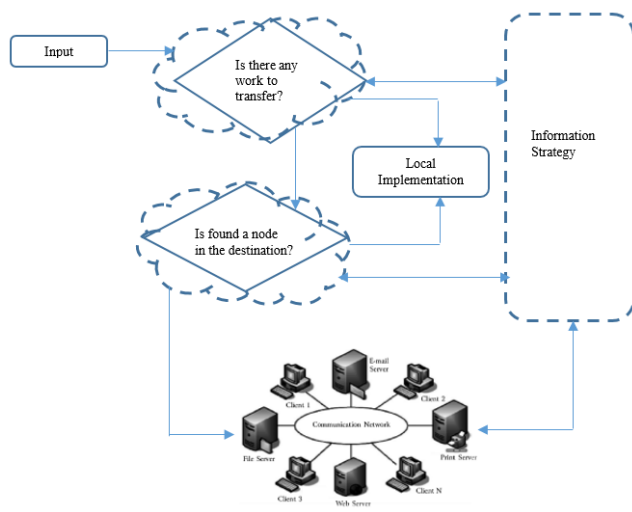 Input
Is there any
work to
transfer?
Information
Strategy
Local
Implementation
Is found a node
in the destination?
E-mail
Server
Client 1
Client 2
Communication Network
File Server
Print Server
Client 3
Web Server
Client N